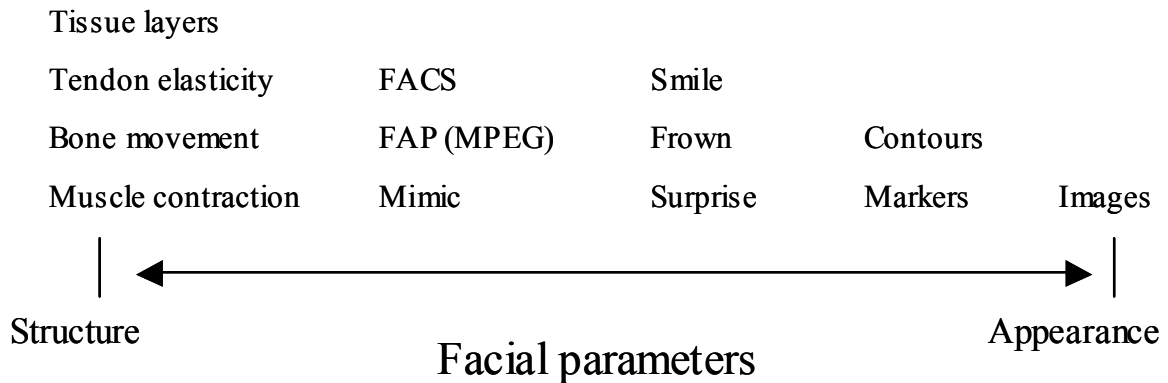 Tissue layers
Tendon elasticity FACS Smile
Bone movement FAP (MPEG) Frown Contours
Muscle contraction Mimic Surprise Markers Images
Structure Appearance
Facial parameters